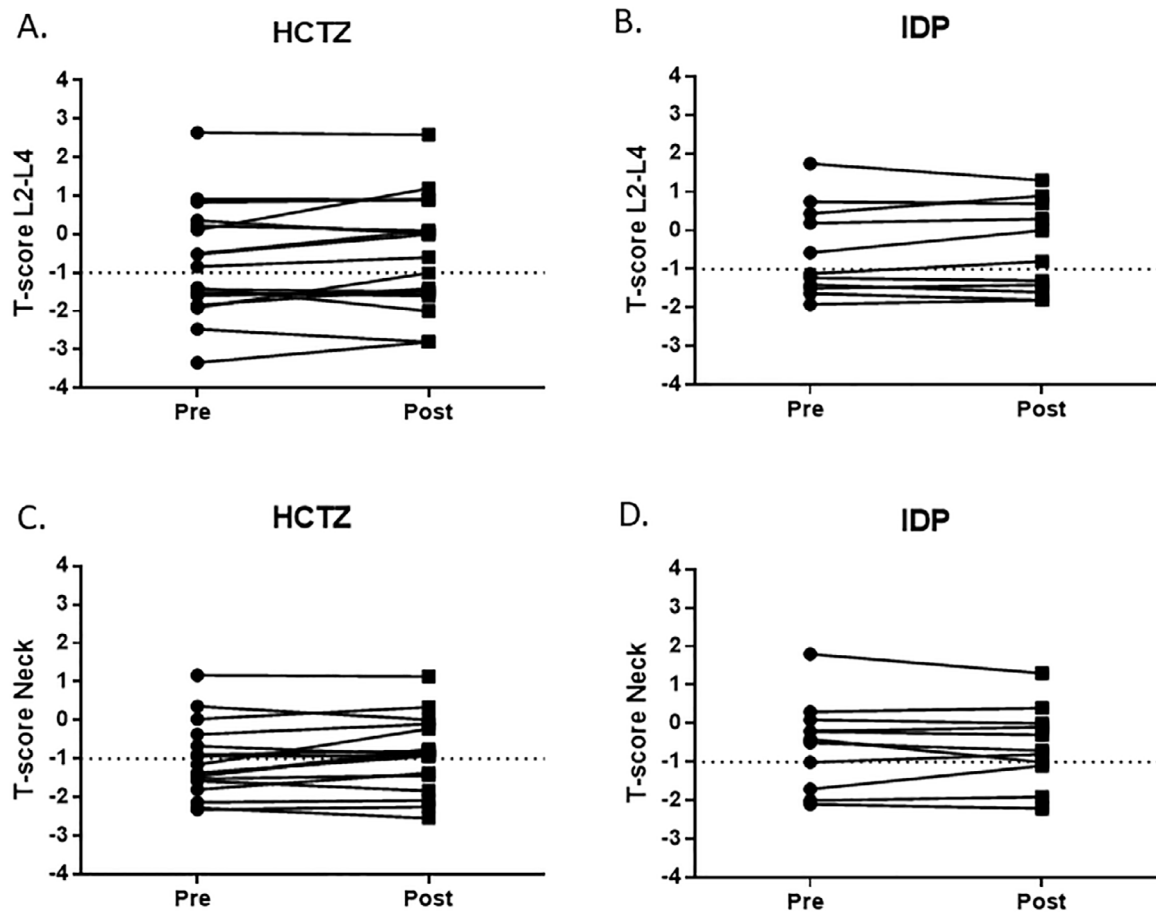 A.
HCTZ
T-score L2-L4
4
3
2
1
0
-1
-2
-3
-4
Pre Post
B.
IDP
T-score L2-L4
4
3
2
1
0
-1
-2
-3
-4
Pre Post
C.
HCTZ
T-score Neck
4
3
2
1
0
-1
-2
-3
-4
Pre Post
D.
IDP
T-score Neck
4
3
2
1
0
-1
-2
-3
-4
Pre Post